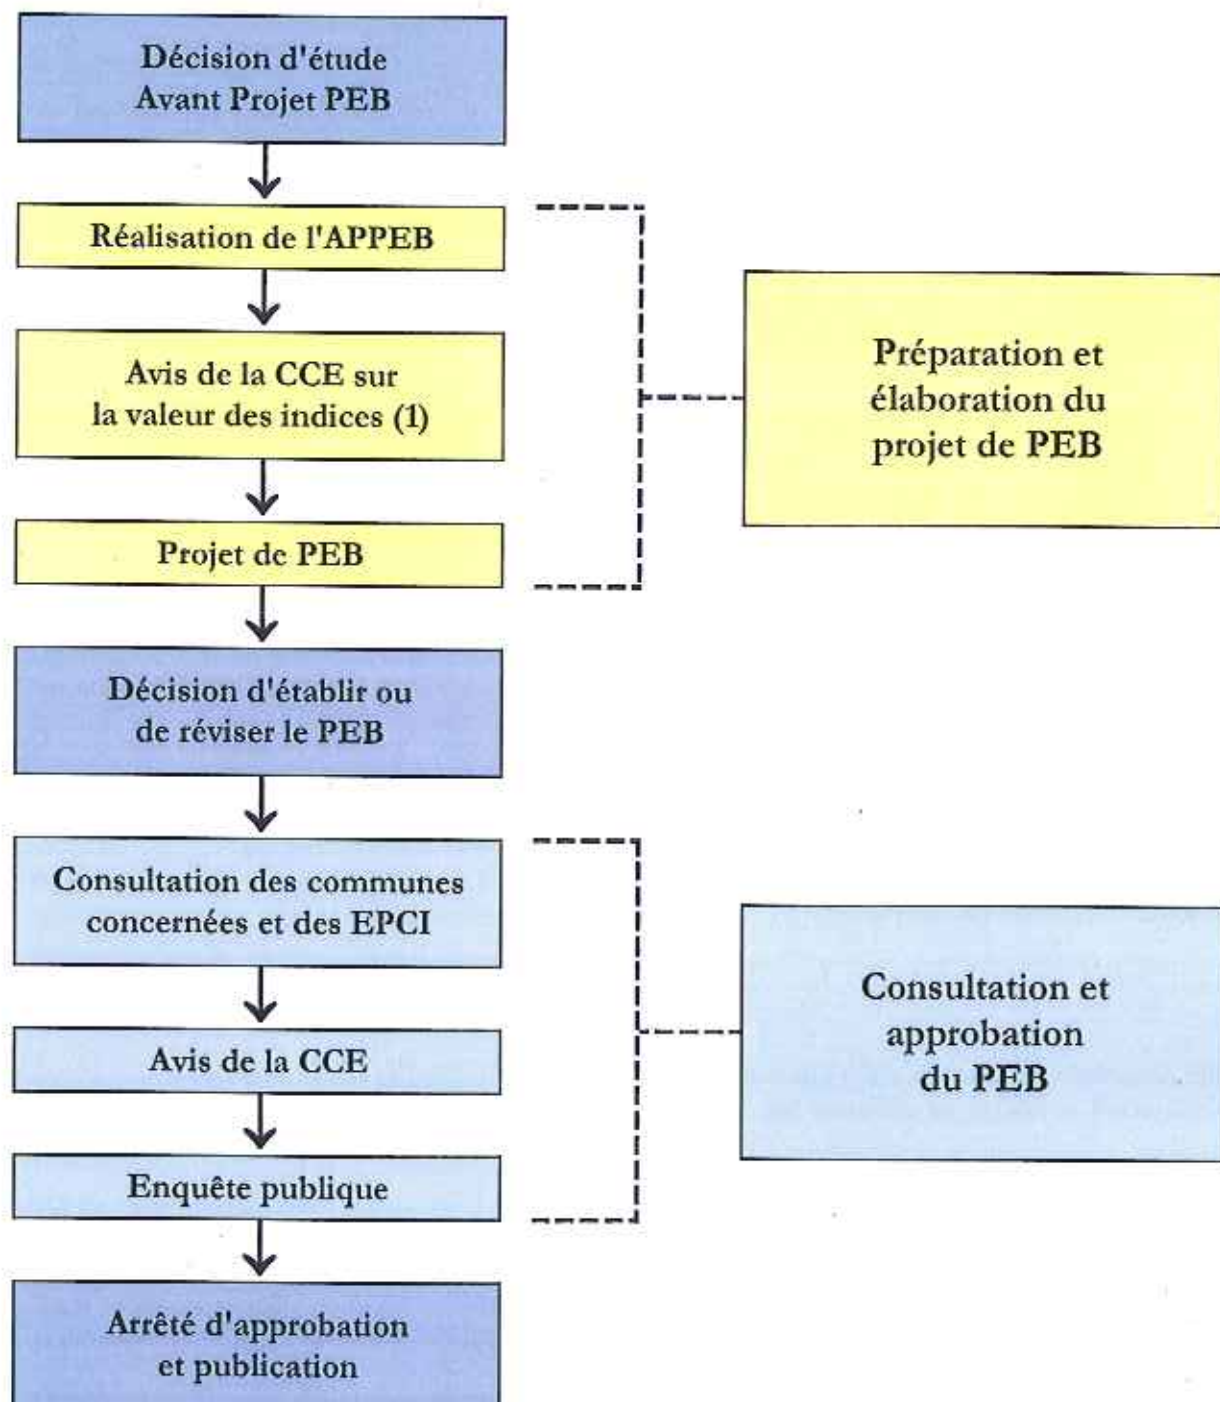 Décision d'étude
Avant Projet PEB
Réalisation de l'APPEB
Avis de la CCE sur
la valeur des indices (1)
Projet de PEB
Préparation et
élaboration du
projet de PEB
Décision d'établir ou
de réviser le PEB
Consultation des communes
concernées et des EPCI
Avis de la CCE
Enquête publique
Consultation et
approbation
du PEB
Arrêté d'approbation
et publication